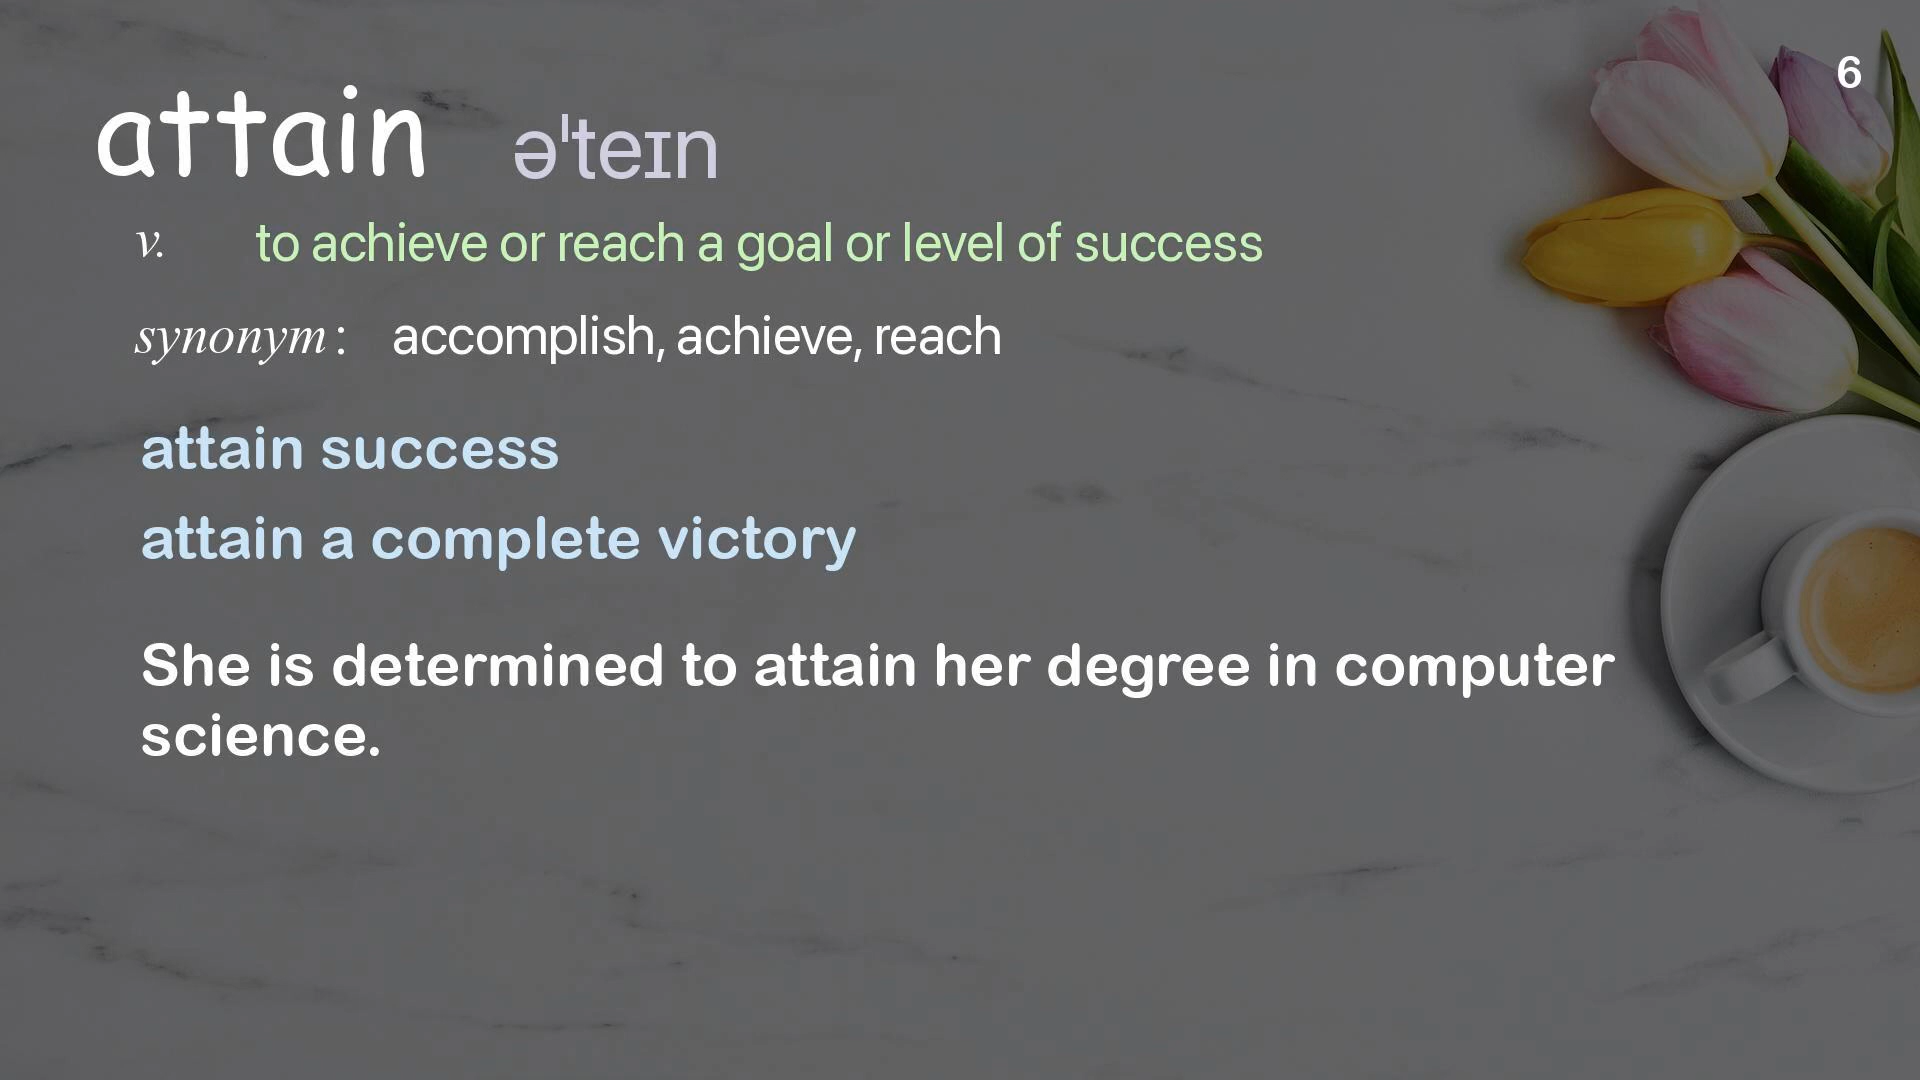 6
attain əˈteɪn
v. to achieve or reach a goal or level of success
synonym: accomplish, achieve, reach
attain success
attain a complete victory
She is determined to attain her degree in computer
science.